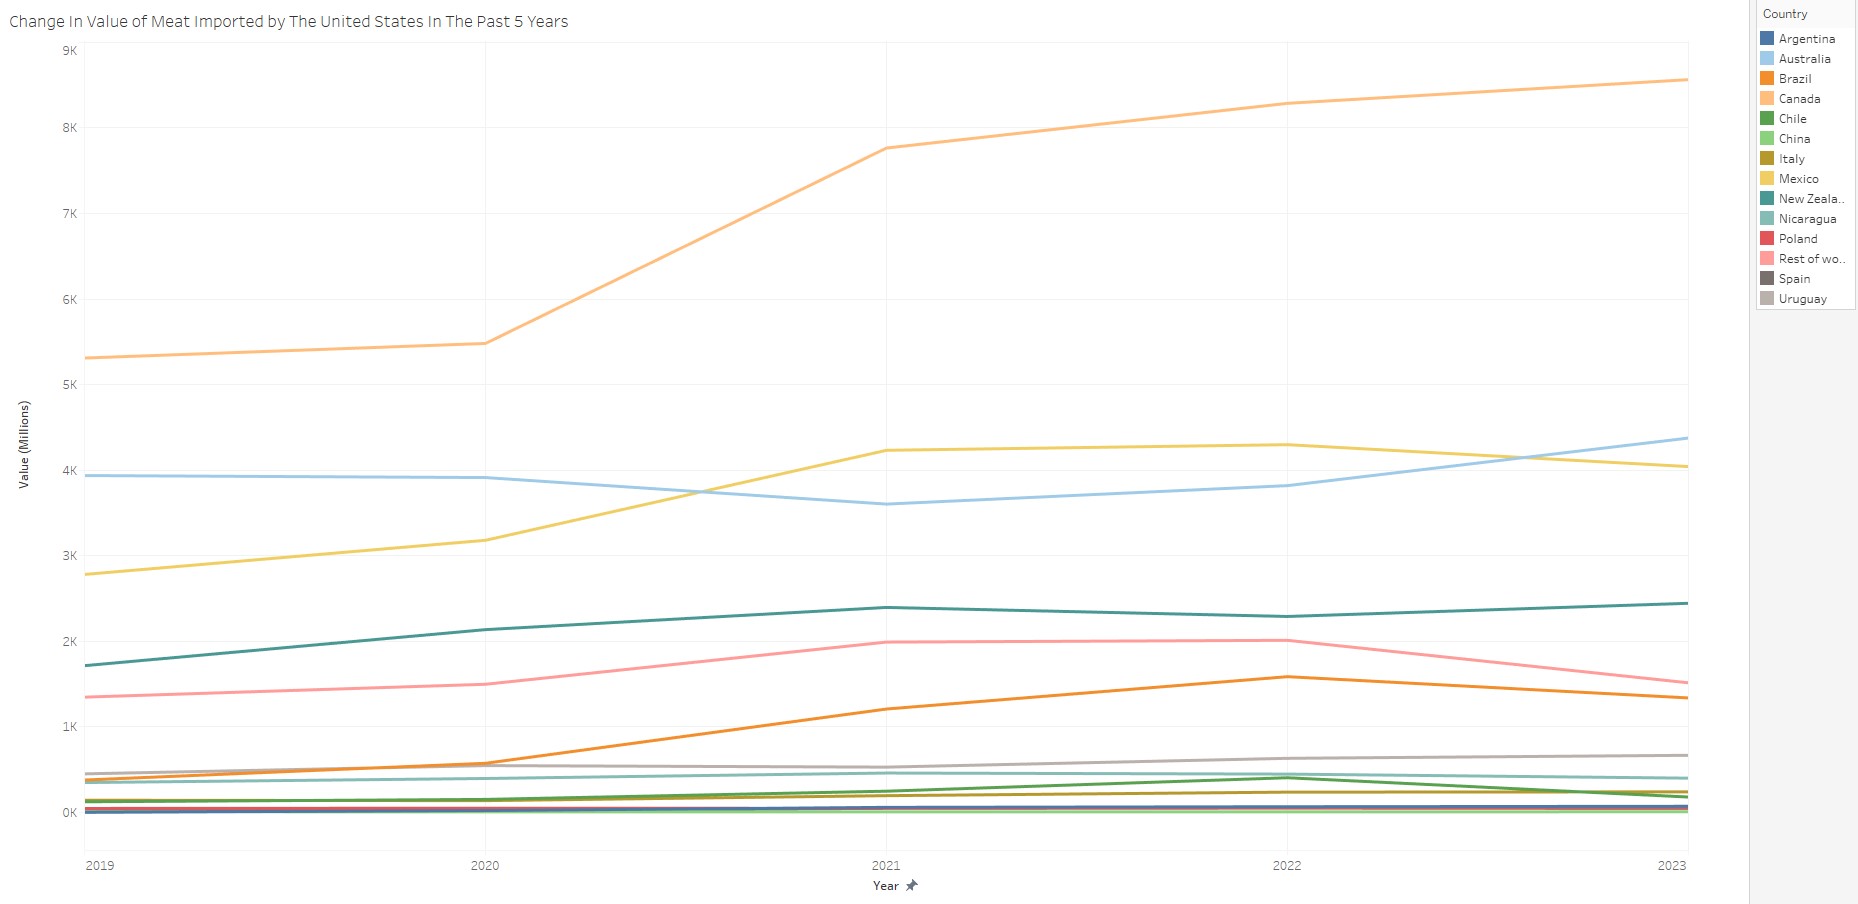 Change In Value of Meat Imported by The United States In The Past 5 Years
9K
8K
7K
6K
5K
4K
3K
2K
1K
0K
Value (Millions)
2019
2020
2021
2022
2023
Year
Country
Argentina
Australia
Brazil
Canada
Chile
China
Italy
Mexico
New Zeala..
Nicaragua
Poland
Rest of wo..
Spain
Uruguay